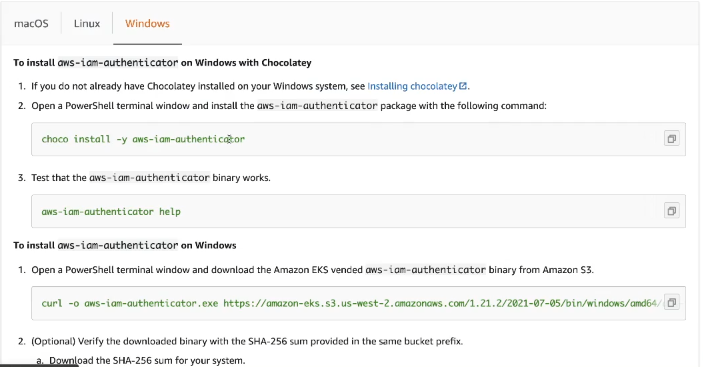 macOS
Linux
Windows
To install aws-iam-authenticator on Windows with Chocolatey
1. If you do not already have Chocolatey installed on your Windows system, see Installing chocolatey.
2. Open a PowerShell terminal window and install the aws-iam-authenticator package with the following command:
choco install -y aws-iam-authenticator
3. Test that the aws-iam-authenticator binary works.
aws-iam-authenticator help
To install aws-iam-authenticator on Windows
1. Open a PowerShell terminal window and download the Amazon EKS vended aws-iam-authenticator binary from Amazon S3.
curl -o aws-iam-authenticator.exe https://amazon-eks.s3.us-west-2.amazonaws.com/1.21.2/2021-07-05/bin/windows/amd64/
2. (Optional) Verify the downloaded binary with the SHA-256 sum provided in the same bucket prefix.
a. Download the SHA-256 sum for your system.